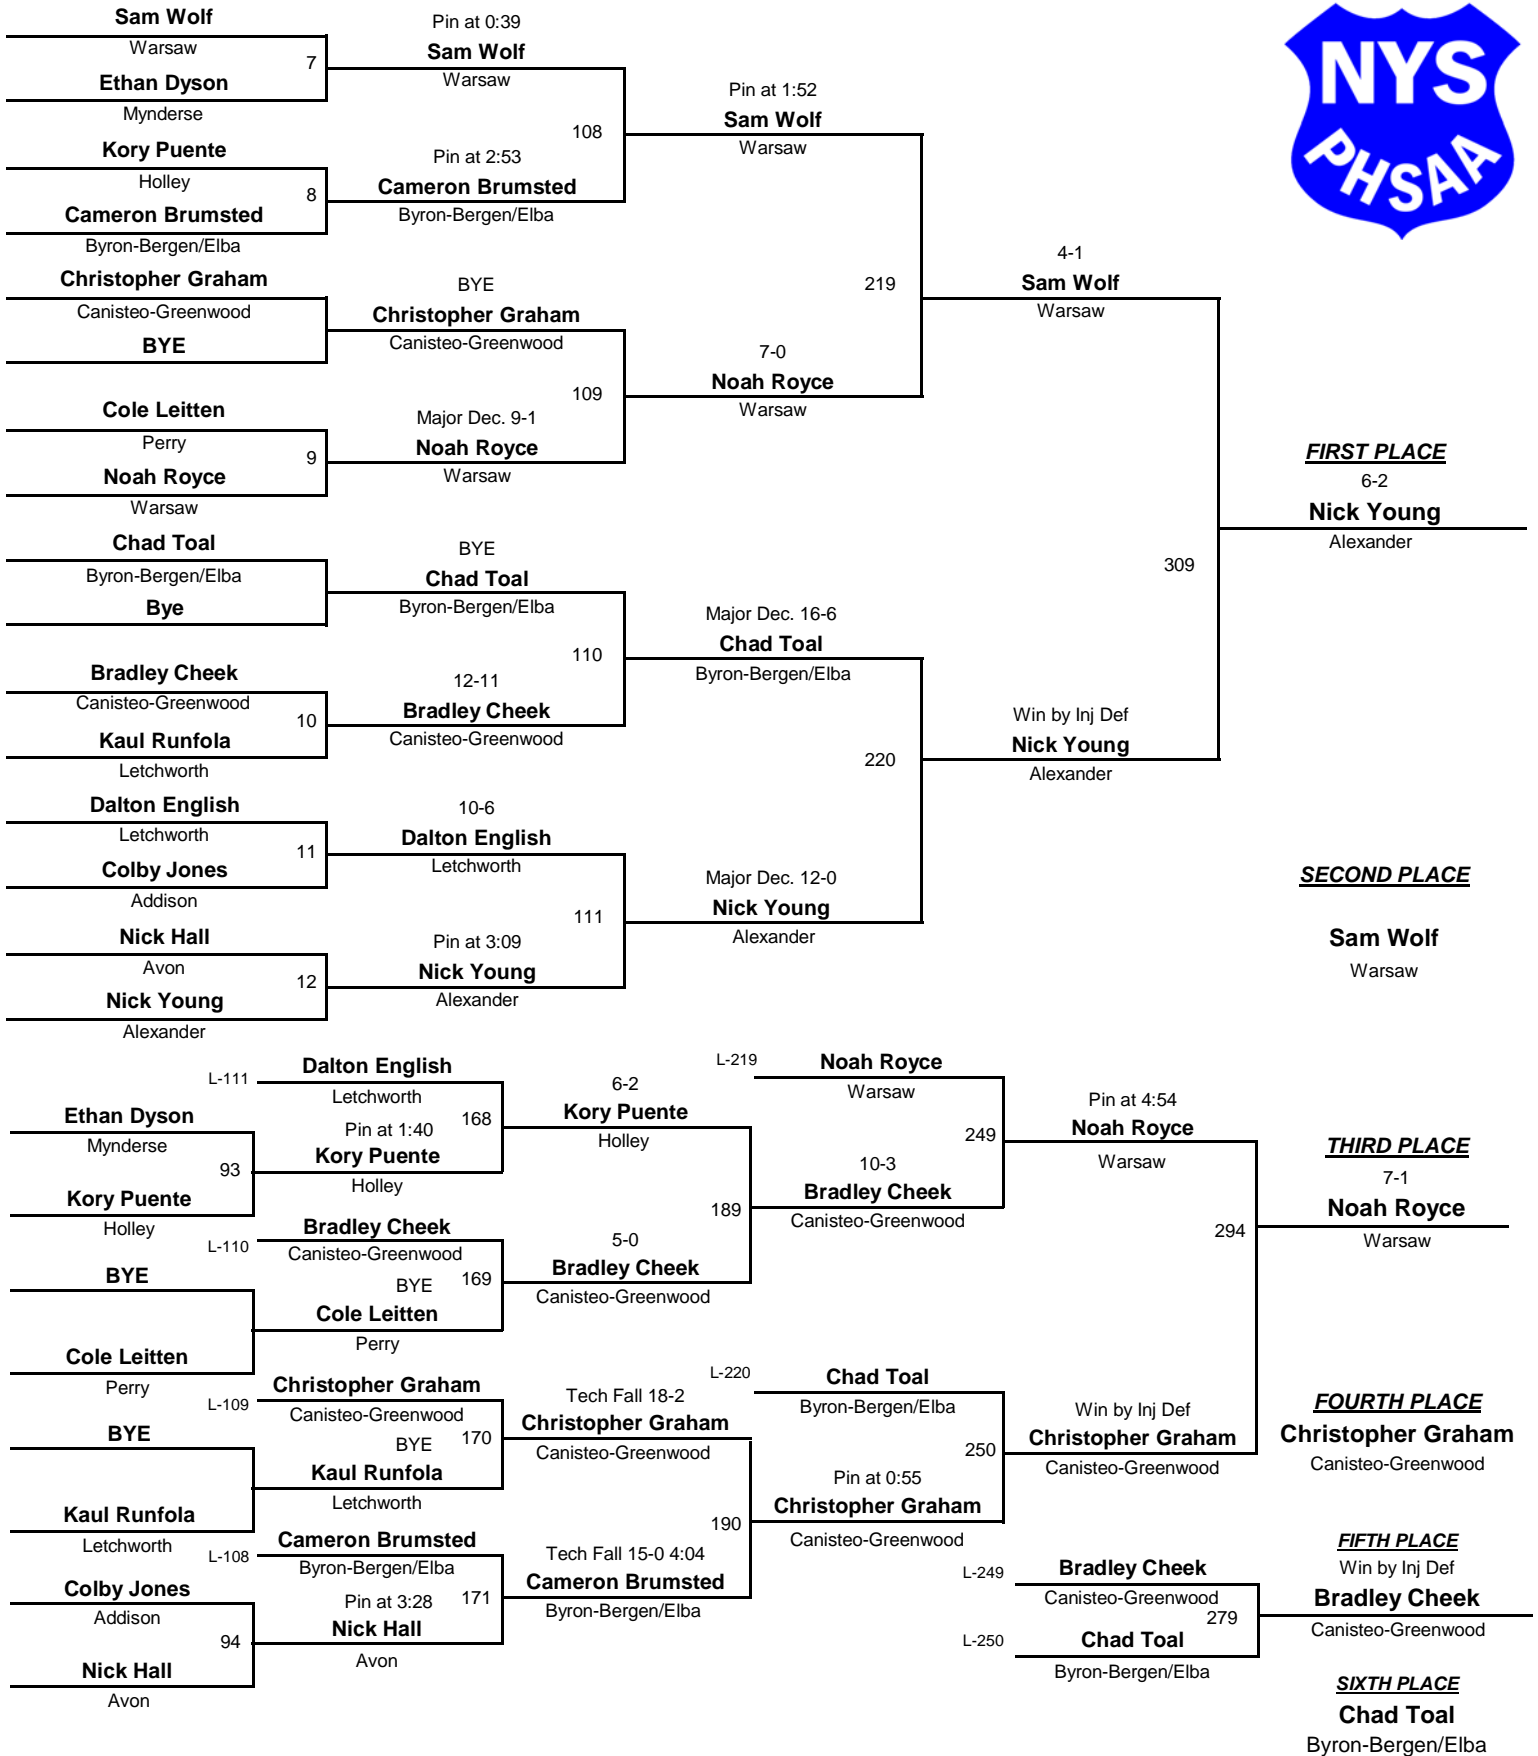 NYS
PHSAA
Sam Wolf
Warsaw
7
Ethan Dyson
Mynderse
Kory Puente
Holley
8
Cameron Brumsted
Byron-Bergen/Elba
Christopher Graham
Canisteo-Greenwood
BYE
Cole Leitten
Perry
9
Noah Royce
Warsaw
Chad Toal
Byron-Bergen/Elba
Bye
Bradley Cheek
Canisteo-Greenwood
10
Kaul Runfola
Letchworth
Dalton English
Letchworth
11
Colby Jones
Addison
Nick Hall
Avon
12
Nick Young
Alexander
Pin at 0:39
Sam Wolf
Warsaw
108
Pin at 2:53
Cameron Brumsted
Byron-Bergen/Elba
BYE
Christopher Graham
Canisteo-Greenwood
109
Major Dec. 9-1
Noah Royce
Warsaw
BYE
Chad Toal
Byron-Bergen/Elba
110
12-11
Bradley Cheek
Canisteo-Greenwood
10-6
Dalton English
Letchworth
111
Pin at 3:09
Nick Young
Alexander
Pin at 1:52
Sam Wolf
Warsaw
219
7-0
Noah Royce
Warsaw
Major Dec. 16-6
Chad Toal
Byron-Bergen/Elba
220
Major Dec. 12-0
Nick Young
Alexander
4-1
Sam Wolf
Warsaw
309
Win by Inj Def
Nick Young
Alexander
FIRST PLACE
6-2
Nick Young
Alexander
SECOND PLACE
Sam Wolf
Warsaw
Ethan Dyson
Mynderse
93
Kory Puente
Holley
BYE
Cole Leitten
Perry
BYE
Kaul Runfola
Letchworth
Colby Jones
Addison
94
Nick Hall
Avon
L-111
Dalton English
Letchworth
168
Pin at 1:40
Kory Puente
Holley
L-110
Bradley Cheek
Canisteo-Greenwood
BYE
169
Cole Leitten
Perry
L-109
Christopher Graham
Canisteo-Greenwood
BYE
170
Kaul Runfola
Letchworth
L-108
Cameron Brumsted
Byron-Bergen/Elba
Pin at 3:28
171
Nick Hall
Avon
6-2
Kory Puente
Holley
189
5-0
Bradley Cheek
Canisteo-Greenwood
Tech Fall 18-2
Christopher Graham
Canisteo-Greenwood
190
Tech Fall 15-0 4:04
Cameron Brumsted
Byron-Bergen/Elba
L-219
Noah Royce
Warsaw
249
10-3
Bradley Cheek
Canisteo-Greenwood
L-220
Chad Toal
Byron-Bergen/Elba
250
Pin at 0:55
Christopher Graham
Canisteo-Greenwood
Pin at 4:54
Noah Royce
Warsaw
294
Win by Inj Def
Christopher Graham
Canisteo-Greenwood
L-249
Bradley Cheek
Canisteo-Greenwood
279
L-250
Chad Toal
Byron-Bergen/Elba
THIRD PLACE
7-1
Noah Royce
Warsaw
FOURTH PLACE
Christopher Graham
Canisteo-Greenwood
FIFTH PLACE
Win by Inj Def
Bradley Cheek
Canisteo-Greenwood
SIXTH PLACE
Chad Toal
Byron-Bergen/Elba